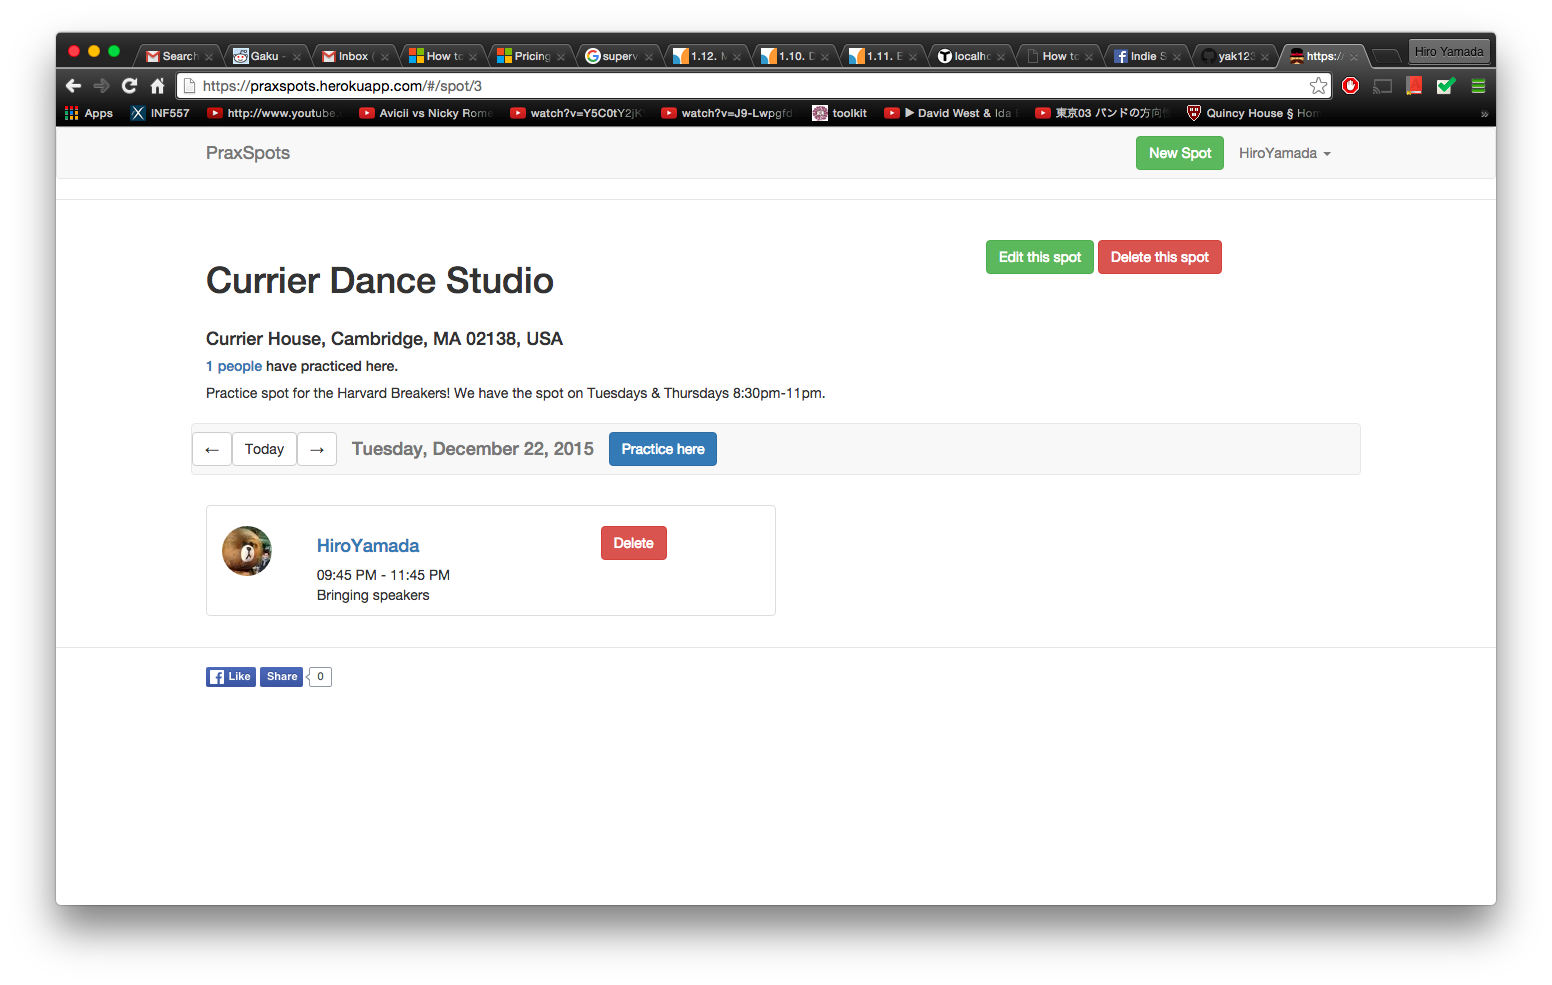 Search Gaku - Inbox ( How to Pricing superv 1.12. 1.10. 1.11. E localho How to Indie S yak123 https:/ Hiro Yamada
https://praxspots.herokuapp.com/#/spot/3
Apps INF557 http://www.youtube. Avicii vs Nicky Rome watch?v=Y5C0tY2jK watch?v=J9-Lwpgfd toolkit ▶ David West & Ida 東京03 バンドの方向 Quincy House § Hom »
PraxSpots New Spot HiroYamada
Edit this spot Delete this spot
Currier Dance Studio
Currier House, Cambridge, MA 02138, USA
1 people have practiced here.
Practice spot for the Harvard Breakers! We have the spot on Tuesdays & Thursdays 8:30pm-11pm.
← Today → Tuesday, December 22, 2015 Practice here
HiroYamada Delete
09:45 PM - 11:45 PM
Bringing speakers
Like Share 0